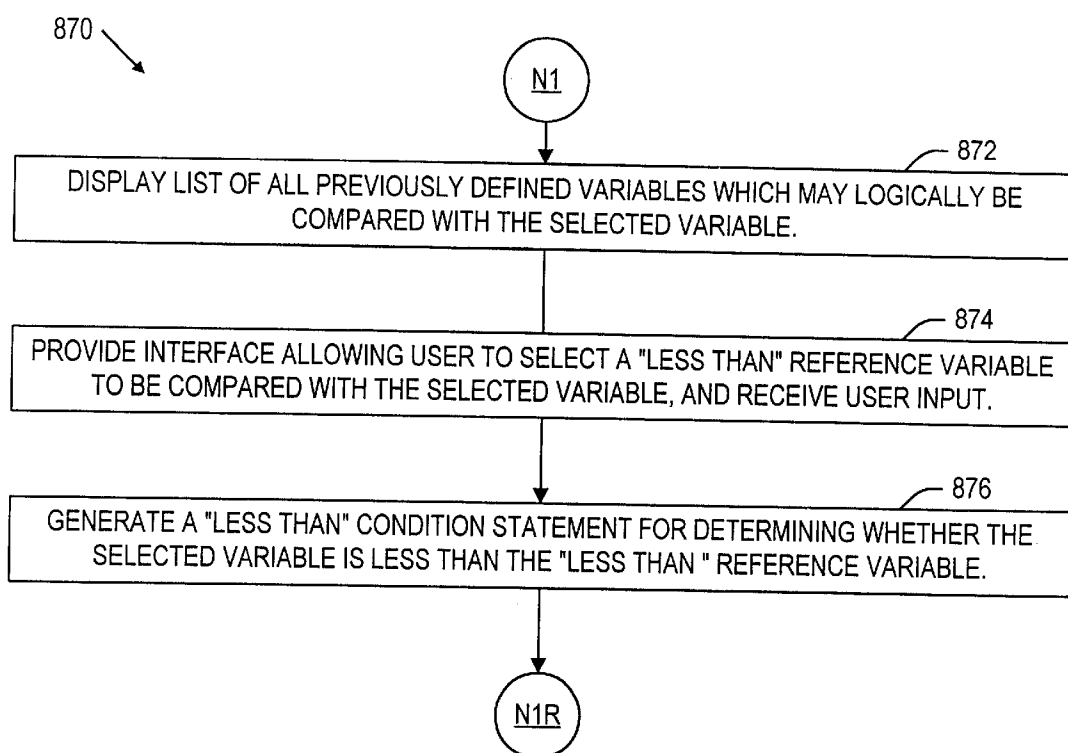 870
N1
872
DISPLAY LIST OF ALL PREVIOUSLY DEFINED VARIABLES WHICH MAY LOGICALLY BE
COMPARED WITH THE SELECTED VARIABLE.
874
PROVIDE INTERFACE ALLOWING USER TO SELECT A "LESS THAN" REFERENCE VARIABLE
TO BE COMPARED WITH THE SELECTED VARIABLE, AND RECEIVE USER INPUT.
876
GENERATE A "LESS THAN" CONDITION STATEMENT FOR DETERMINING WHETHER THE
SELECTED VARIABLE IS LESS THAN THE "LESS THAN " REFERENCE VARIABLE.
N1R